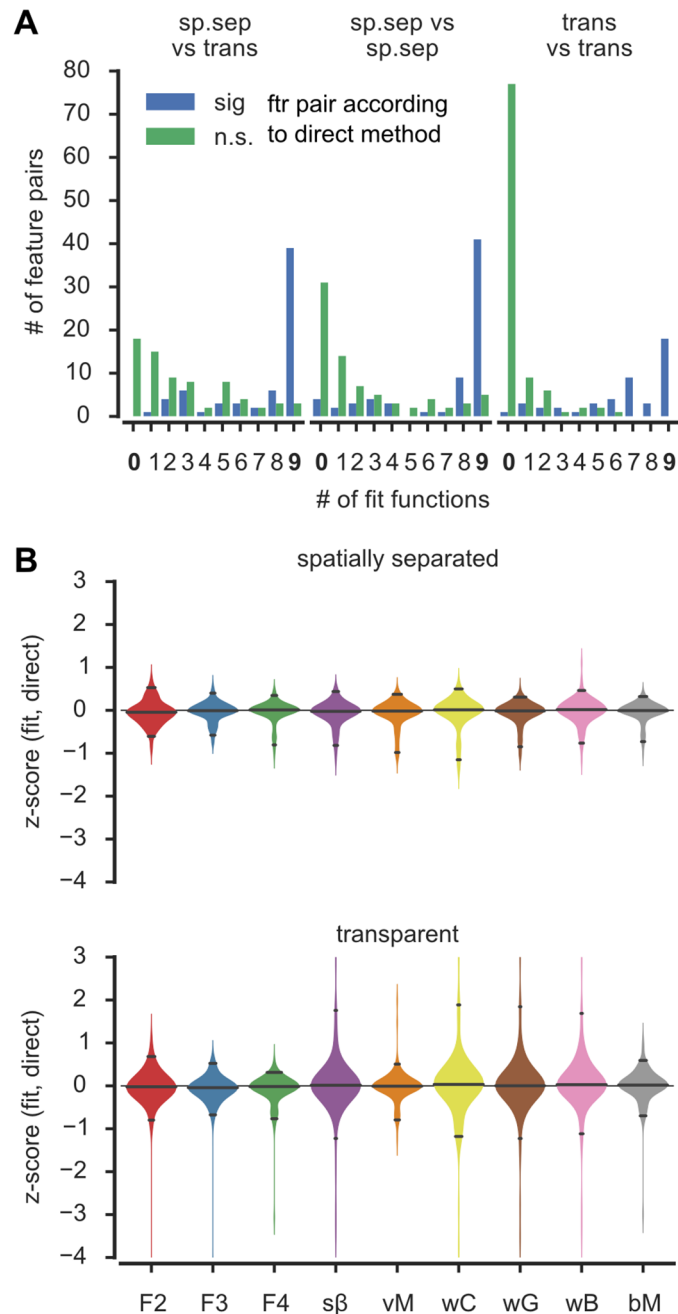 A
sp.sep vs trans
sp.sep vs sp.sep
trans vs trans
80
70
60
50
40
30
20
10
0
# of feature pairs
sig ftr pair according
n.s. to direct method
0 1 2 3 4 5 6 7 8 9 0 1 2 3 4 5 6 7 8 9 0 1 2 3 4 5 6 7 8 9
# of fit functions
B
spatially separated
3
2
1
0
−1
−2
−3
−4
z-score (fit, direct)
transparent
3
2
1
0
−1
−2
−3
−4
z-score (fit, direct)
F2 F3 F4 sβ vM wC wG wB bM